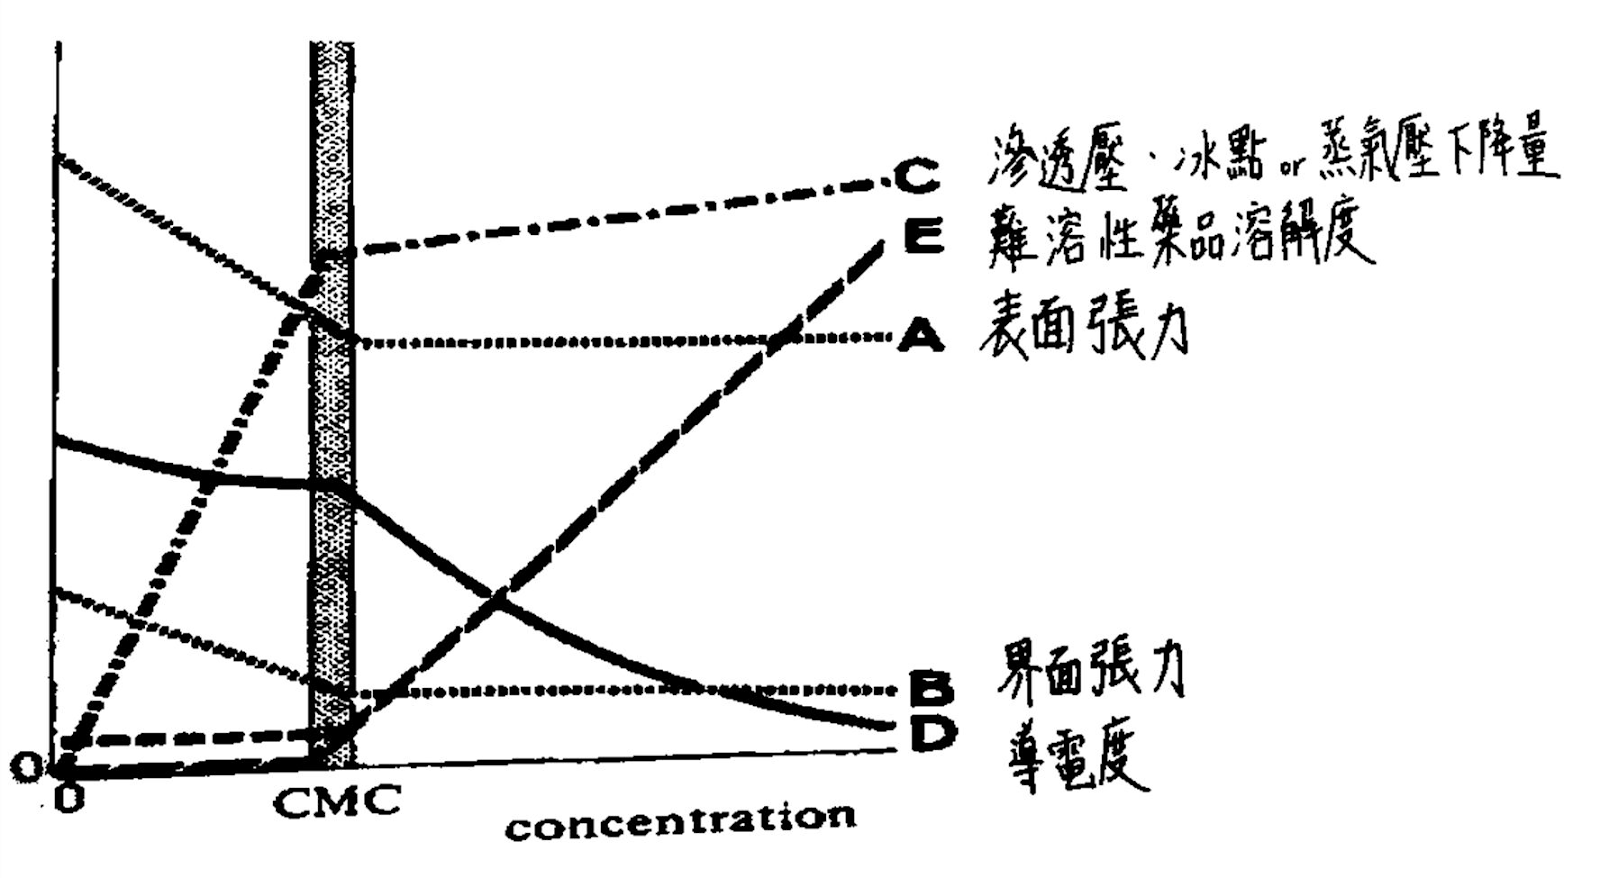 C 滲透壓、冰點 or 蒸氣壓下降量
E 難溶性藥品溶解度
A 表面張力
B 界面張力
D 導電度
0
0
CMC
concentration